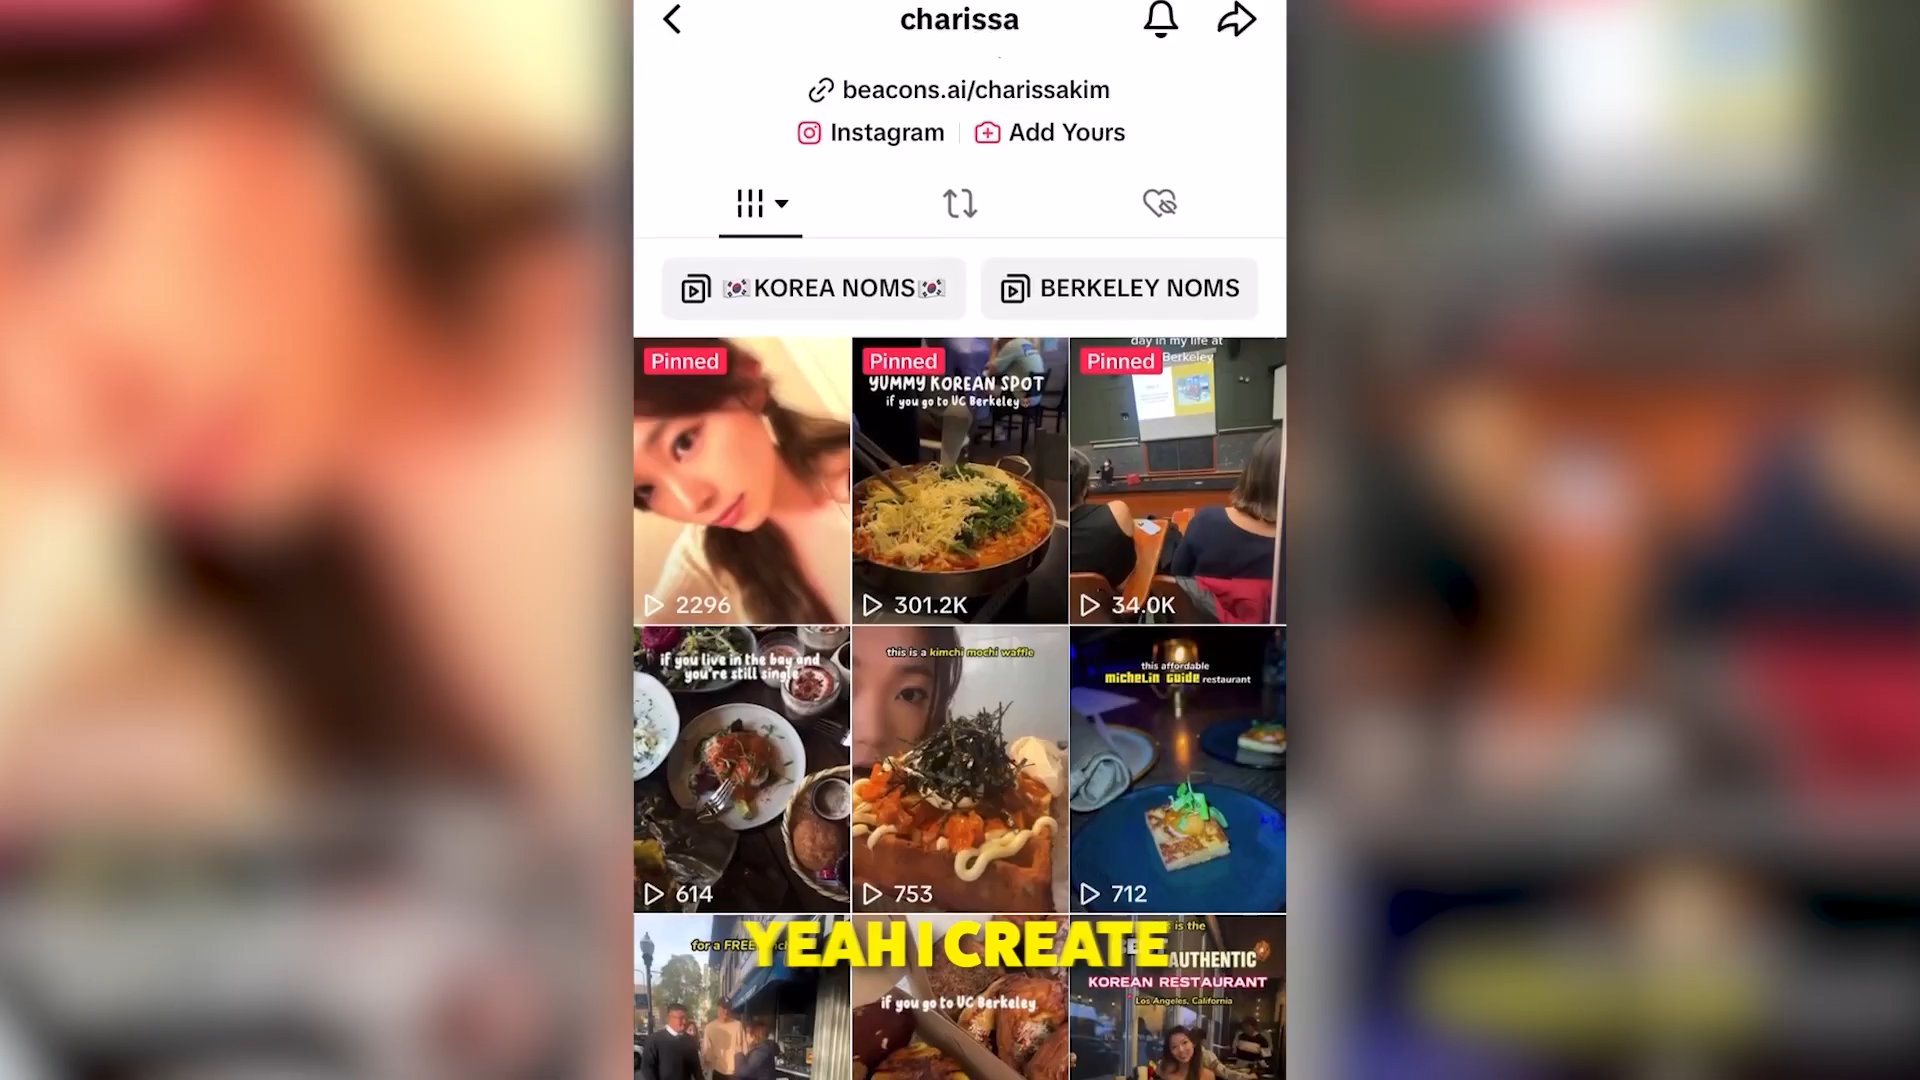 charissa
beacons.ai/charissakim
Instagram
Add Yours
🇰🇷KOREA NOMS🇰🇷
BERKELEY NOMS
Pinned
2296
Pinned
YUMMY KOREAN SPOT
if you go to UC Berkeley
301.2K
day in my life at
Pinned
Berkeley
34.0K
if you live in the bay and
you're still single
614
this is a kimchi mochi waffle
753
this affordable
MICHELIN GUIDE restaurant
712
for a FREE
YEAH I CREATE
if you go to UC Berkeley
is the
AUTHENTIC
KOREAN RESTAURANT
Los Angeles, California